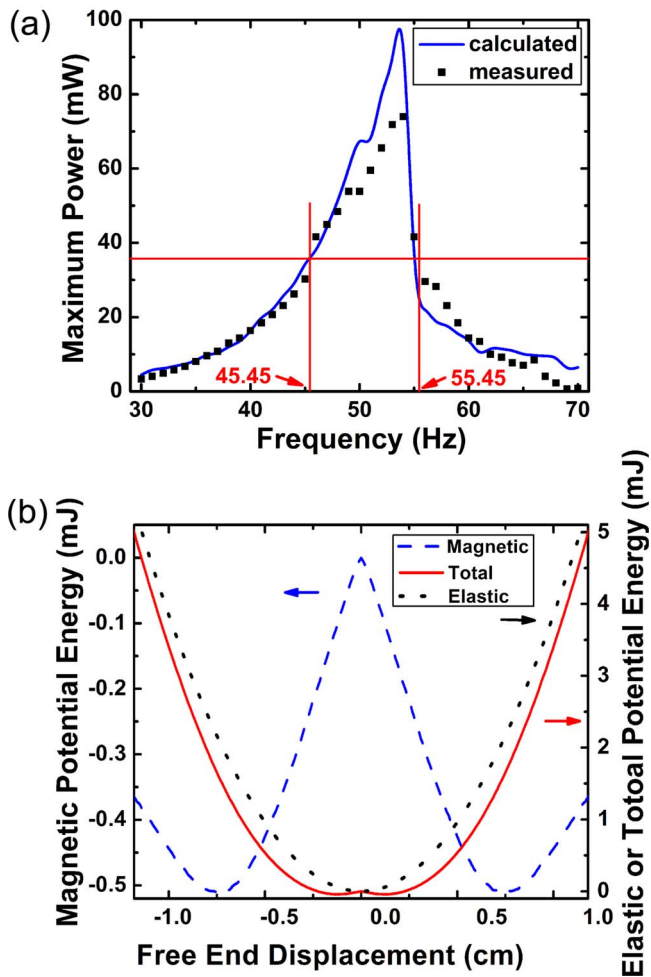 (a)
100
80
60
40
20
0
Maximum Power (mW)
calculated
measured
45.45
55.45
30
40
50
60
70
Frequency (Hz)
(b)
Magnetic Potential Energy (mJ)
0.0
-0.1
-0.2
-0.3
-0.4
-0.5
Magnetic
Total
Elastic
5
4
3
2
1
0
Elastic or Totoal Potential Energy (mJ)
-1.0
-0.5
0.0
0.5
1.0
Free End Displacement (cm)